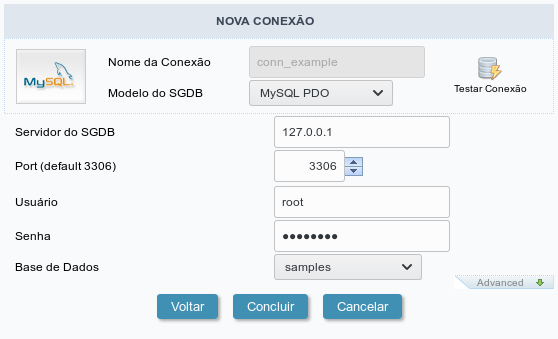 NOVA CONEXÃO
MySQL
Nome da Conexão conn_example
Modelo do SGDB MySQL PDO
Testar Conexão
Servidor do SGDB 127.0.0.1
Port (default 3306) 3306
Usuário root
Senha ●●●●●●●●
Base de Dados samples
Advanced
Voltar Concluir Cancelar